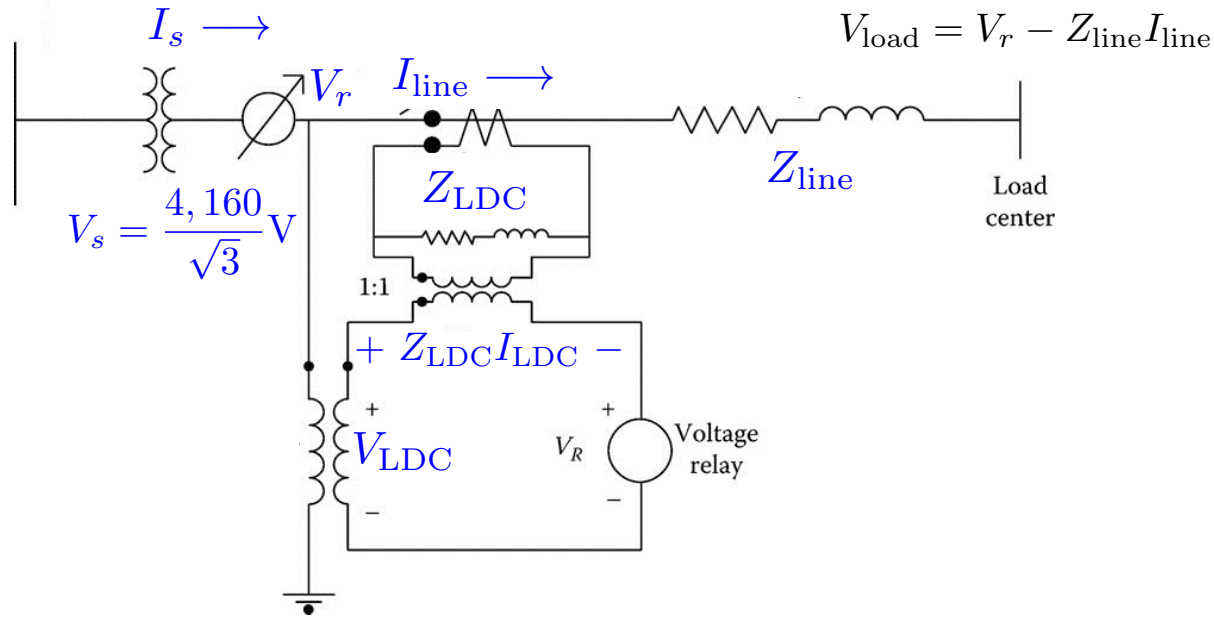 I_s ⟶
V_load = V_r − Z_line I_line
V_r
I_line ⟶
Z_LDC
Z_line
V_s = 4,160/√3 V
Load
center
1:1
+ Z_LDC I_LDC −
+
+
V_LDC
V_R
Voltage
relay
−
−